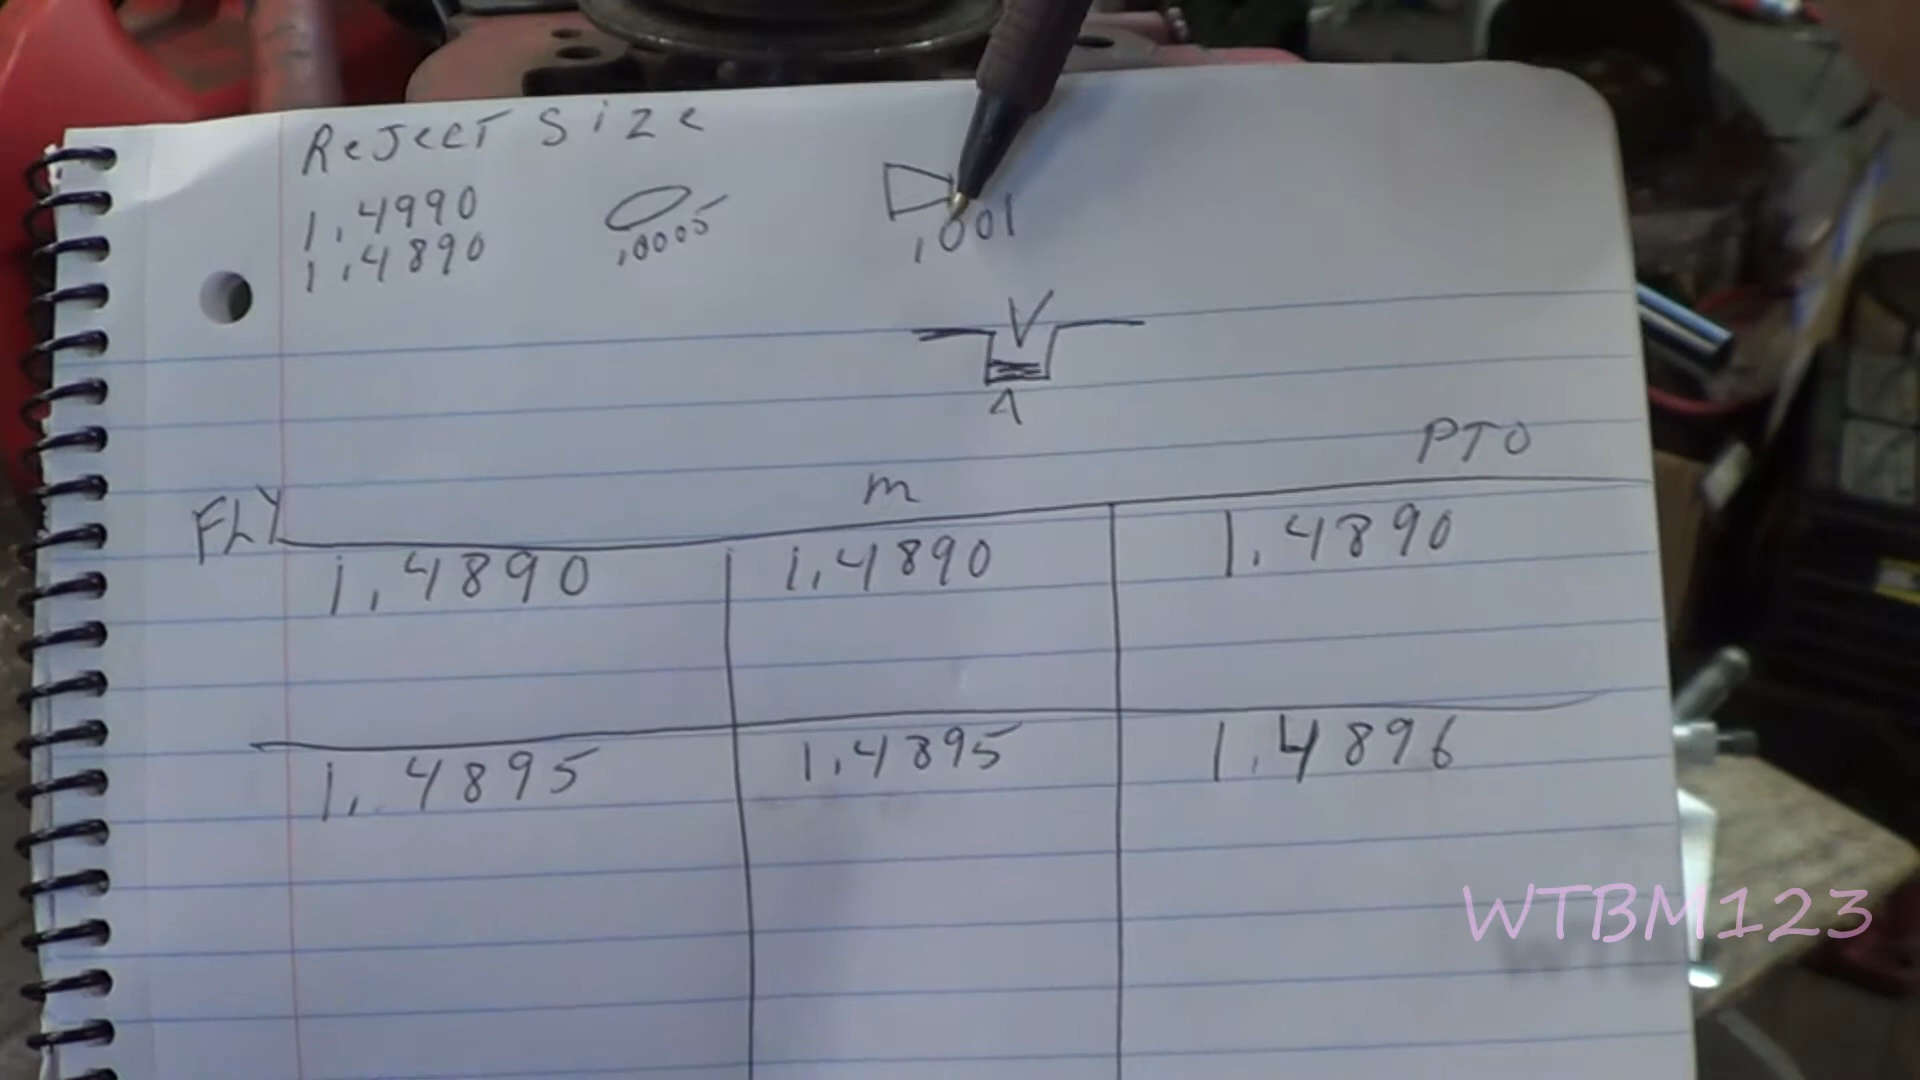 ReJecT Size
1.4990
1.4890
.0005
.001
V
Λ
FLY
m
PTO
1.4890 1.4890 1.4890
1.4895 1.4895 1.4896
WTBM123